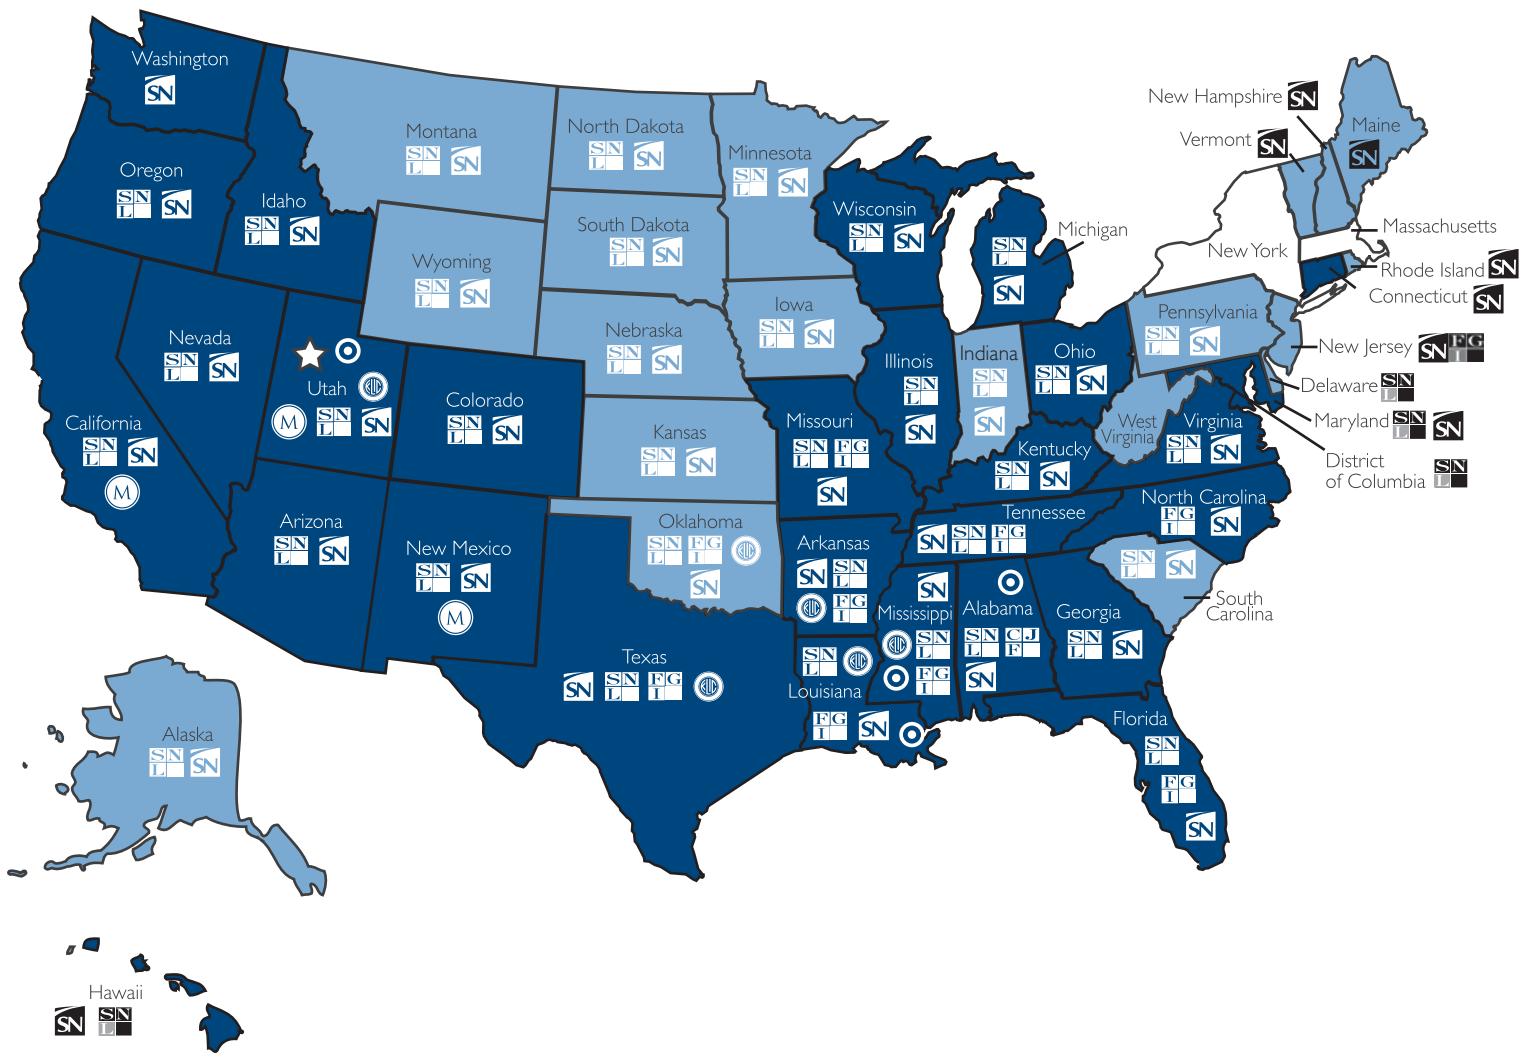 Washington
SN
Oregon
SN
L
SN
Idaho
SN
L
SN
Montana
SN
L
SN
North Dakota
SN
L
SN
Minnesota
SN
L
SN
South Dakota
SN
L
SN
Wyoming
SN
L
SN
Nebraska
SN
L
SN
Iowa
SN
L
SN
Wisconsin
SN
L
SN
Michigan
SN
L
SN
New Hampshire SN
Vermont SN
Maine
SN
Massachusetts
New York
Rhode Island SN
Connecticut SN
Pennsylvania
SN
L
SN
New Jersey SN FG
I
Delaware SN
L
Maryland SN
L
SN
District
of Columbia
SN
L
Nevada
SN
L
SN
Utah
ELIC
M
SN
L
SN
California
SN
L
SN
M
Colorado
SN
L
SN
Kansas
SN
L
SN
Missouri
SN
L
FG
I
SN
Illinois
SN
L
SN
Indiana
SN
L
SN
Ohio
SN
L
SN
West
Virginia
Virginia
SN
L
SN
Kentucky
SN
L
SN
North Carolina
FG
I
SN
Tennessee
SN
SN
L
FG
I
Arizona
SN
L
SN
New Mexico
SN
L
SN
M
Oklahoma
SN
L
FG
I
ELIC
SN
Arkansas
SN
SN
L
ELIC
FG
I
Texas
SN
SN
L
FG
I
ELIC
Louisiana
SN
L
ELIC
FG
I
SN
SN
Mississippi
ELIC
SN
L
FG
I
Alabama
SN
L
CJ
F
SN
Georgia
SN
L
SN
SN
L
SN
South
Carolina
Florida
SN
L
FG
I
SN
Alaska
SN
L
SN
Hawaii
SN
SN
L